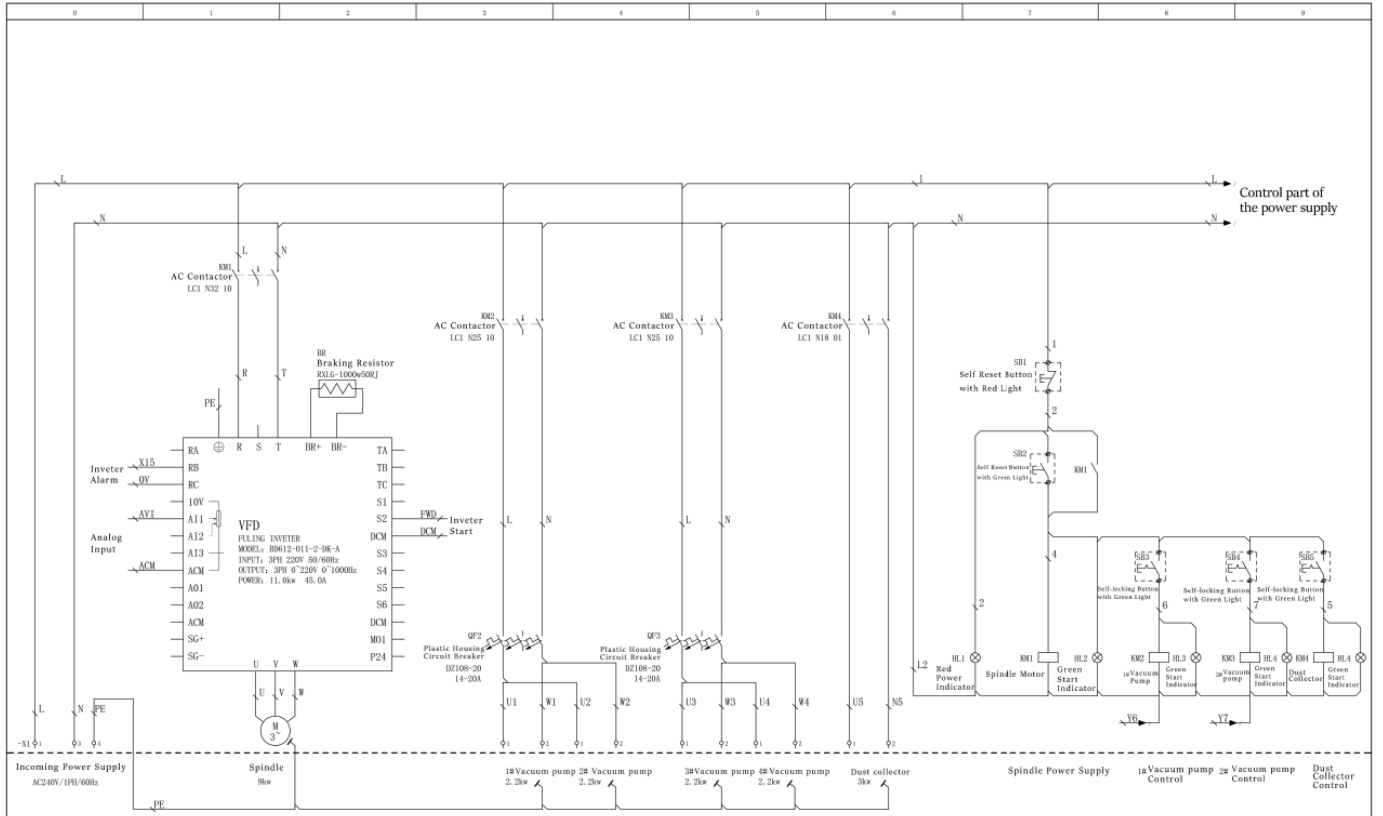 0 1 2 3 4 5 6 7 8 9
L 1 L
Control part of
the power supply
N N N
L N
KM1
AC Contactor
LC1 N32 10
KM2
AC Contactor
LC1 N25 10
KM3
AC Contactor
LC1 N25 10
KM4
AC Contactor
LC1 N18 01
BR
Braking Resistor
RXLG-1000w50RJ
R T
PE
1
SB1
Self Reset Button
with Red Light
2
SB2
Self Reset Button
with Green Light
KM1
R S T BR+ BR-
RA TA
Inveter
Alarm
X15 RB TB
0V RC TC
10V S1
Analog
Input
AVI AI1 S2 FWD
Inveter
Start
AI2 DCM DCM
AI3 S3
ACM ACM S4
AO1 S5
AO2 S6
ACM DCM
SG+ MO1
SG- P24
VFD
FULING INVETER
MODEL: BD612-011-2-DK-A
INPUT: 3PH 220V 50/60Hz
OUTPUT: 3PH 0~220V 0~1000Hz
POWER: 11.0kw 45.0A
U V W
U V W
M
3~
L N L N
QF2
Plastic Housing
Circuit Breaker
DZ108-20
14-20A
QF3
Plastic Housing
Circuit Breaker
DZ108-20
14-20A
4
SB3
Self-locking Button
with Green Light
SB4
Self-locking Button
with Green Light
SB5
Self-locking Button
with Green Light
2 6 7 5
L2
HL1
Red
Power
Indicator
KM1
Spindle Motor
HL2
Green
Start
Indicator
KM2
1#Vacuum
Pump
HL3
Green
Start
Indicator
KM3
2#Vacuum
pump
HL4
Green
Start
Indicator
KM4
Dust
Collector
HL4
Green
Start
Indicator
U1 W1 U2 W2 U3 W3 U4 W4 U5 N5
Y6 Y7
L N PE
-X1 1 3 4 1 2 1 2 1 2 1 2 1 2
Incoming Power Supply
AC240V/1PH/60Hz
Spindle
9kw
1# Vacuum pump
2.2kw
2# Vacuum pump
2.2kw
3# Vacuum pump
2.2kw
4# Vacuum pump
2.2kw
Dust collector
3kw
Spindle Power Supply
1# Vacuum pump
Control
2# Vacuum pump
Control
Dust
Collector
Control
PE